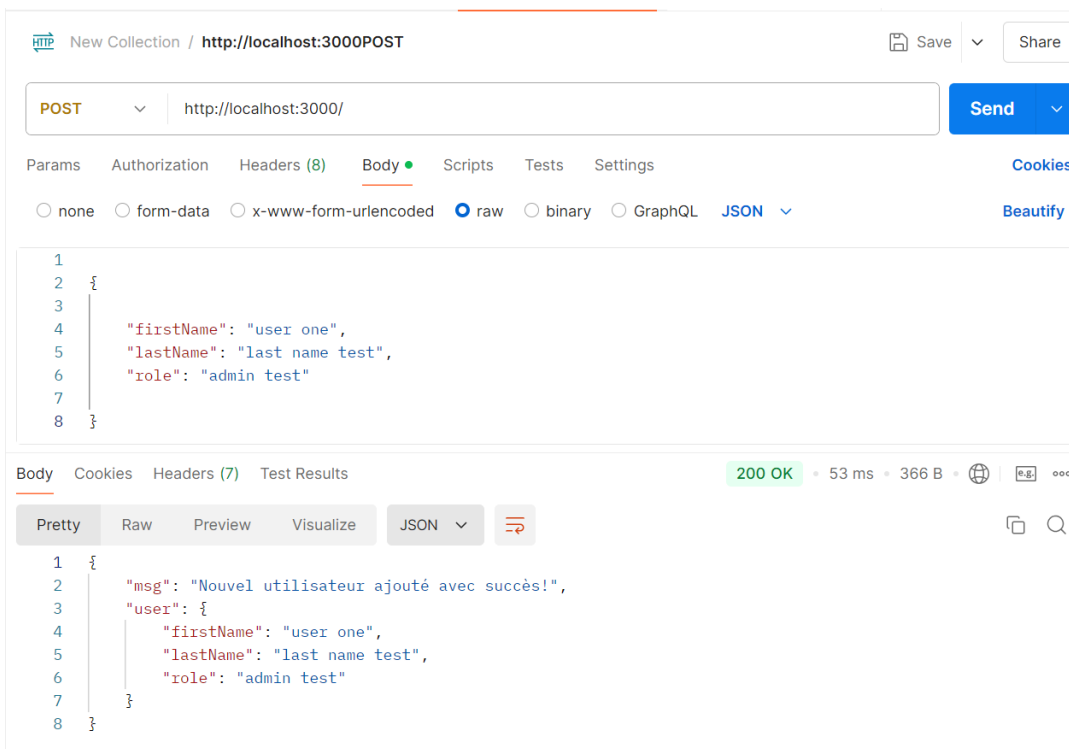 HTTP New Collection / http://localhost:3000POST Save Share
POST http://localhost:3000/ Send
Params Authorization Headers (8) Body Scripts Tests Settings Cookies
none form-data x-www-form-urlencoded raw binary GraphQL JSON Beautify
1
2 {
3
4 "firstName": "user one",
5 "lastName": "last name test",
6 "role": "admin test"
7
8 }
Body Cookies Headers (7) Test Results 200 OK • 53 ms • 366 B • e.g. ooo
Pretty Raw Preview Visualize JSON
1 {
2 "msg": "Nouvel utilisateur ajouté avec succès!",
3 "user": {
4 "firstName": "user one",
5 "lastName": "last name test",
6 "role": "admin test"
7 }
8 }